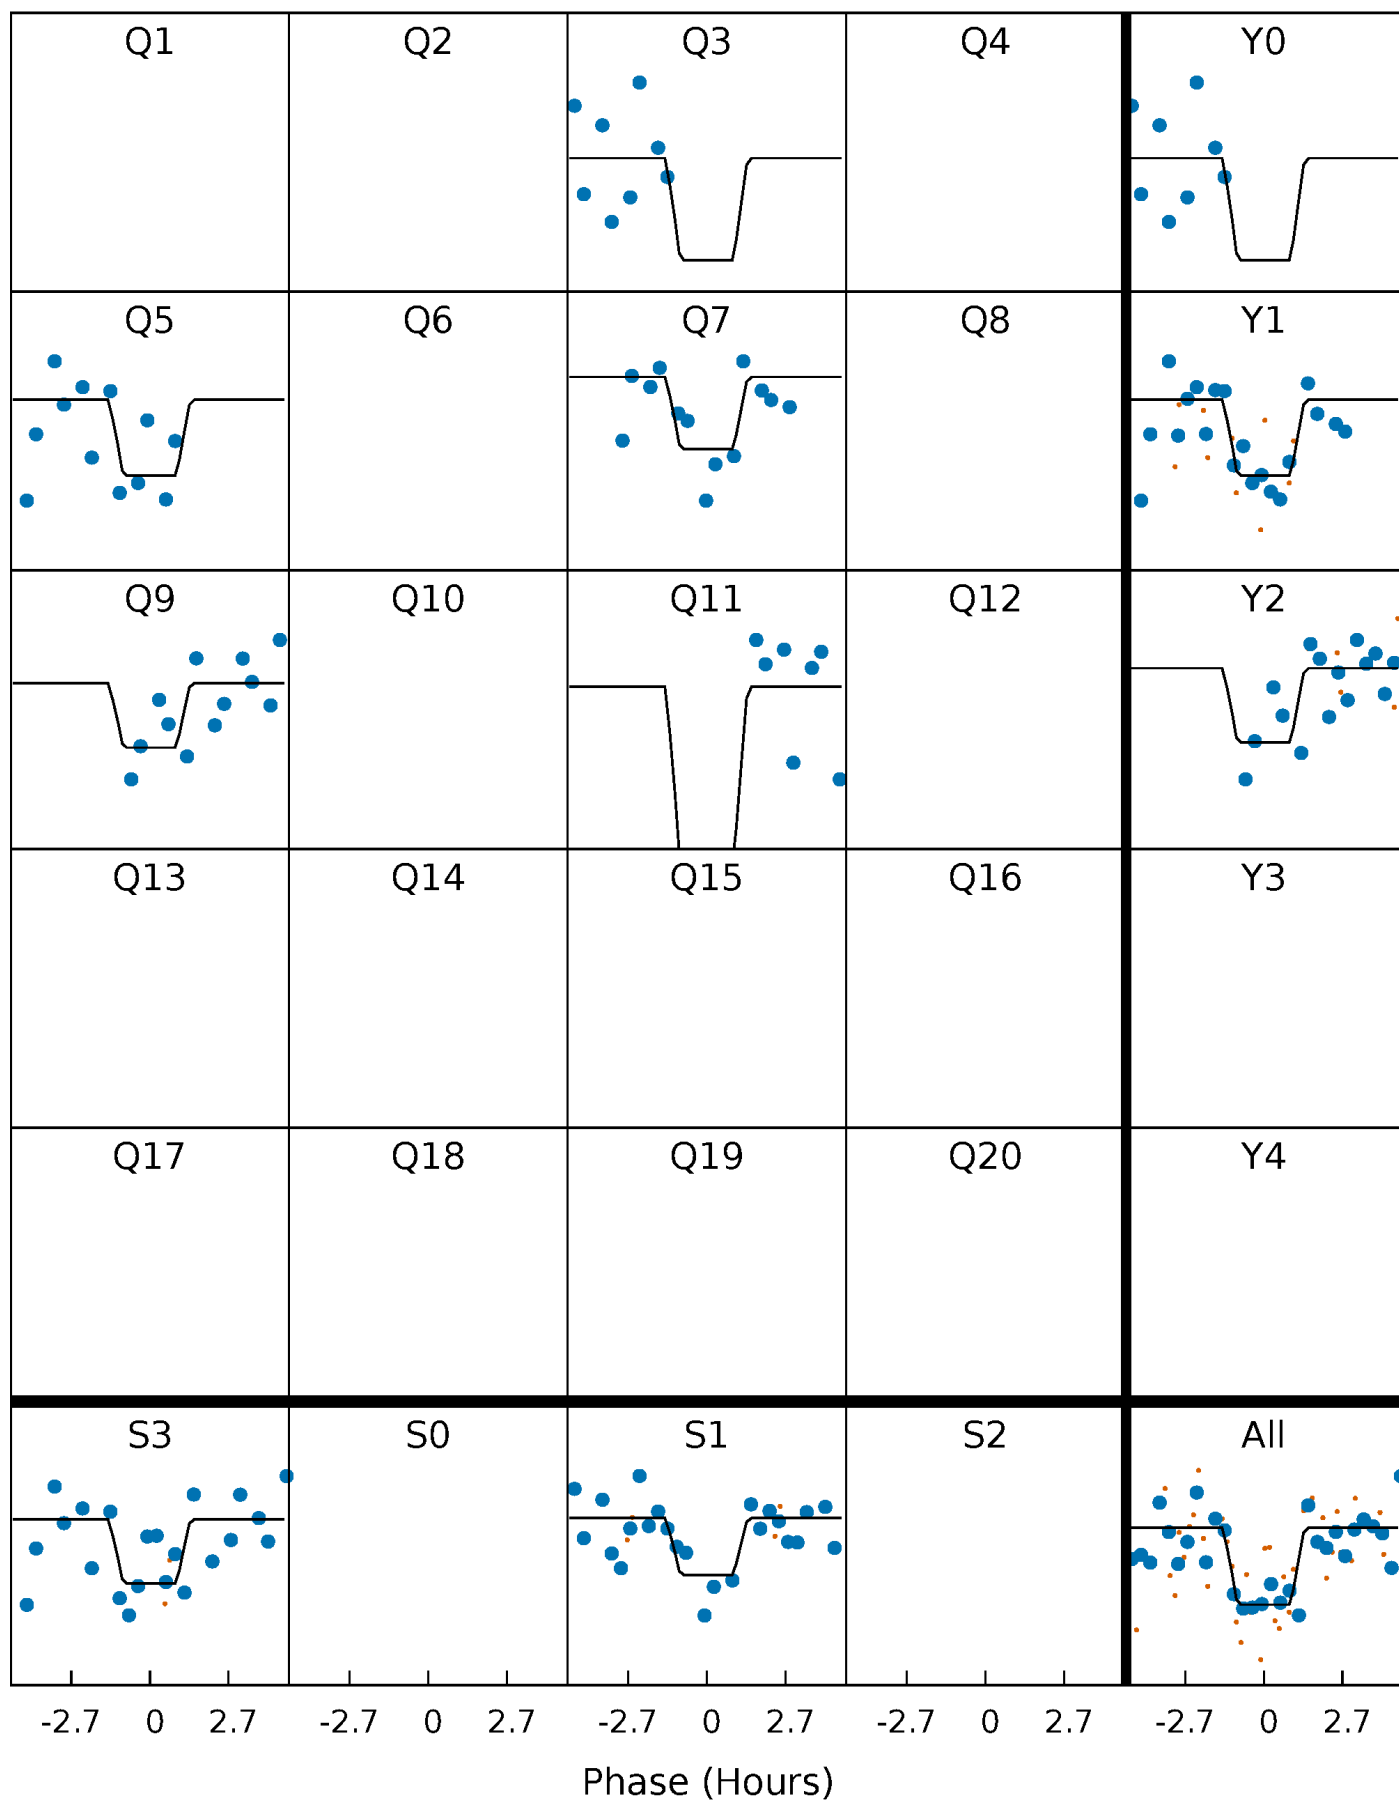 Q1 Q2 Q3 Q4 Y0
Q5 Q6 Q7 Q8 Y1
Q9 Q10 Q11 Q12 Y2
Q13 Q14 Q15 Q16 Y3
Q17 Q18 Q19 Q20 Y4
S3 S0 S1 S2 All
-2.7 0 2.7 -2.7 0 2.7 -2.7 0 2.7 -2.7 0 2.7 -2.7 0 2.7
Phase (Hours)